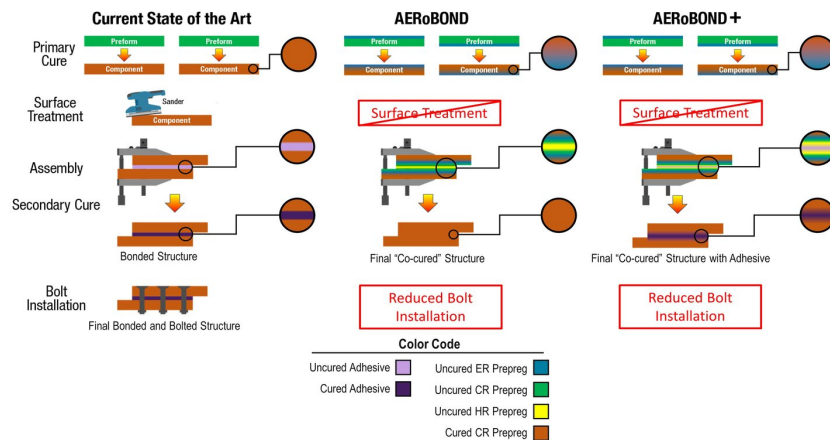 Current State of the Art
AERoBOND
AERoBOND+
Primary
Cure
Preform
Preform
Component
Component
Preform
Preform
Component
Component
Preform
Preform
Component
Component
Surface
Treatment
Sander
Component
Surface Treatment
Surface Treatment
Assembly
Secondary Cure
Bonded Structure
Final "Co-cured" Structure
Final "Co-cured" Structure with Adhesive
Bolt
Installation
Final Bonded and Bolted Structure
Reduced Bolt
Installation
Reduced Bolt
Installation
Color Code
Uncured Adhesive
Cured Adhesive
Uncured ER Prepreg
Uncured CR Prepreg
Uncured HR Prepreg
Cured CR Prepreg